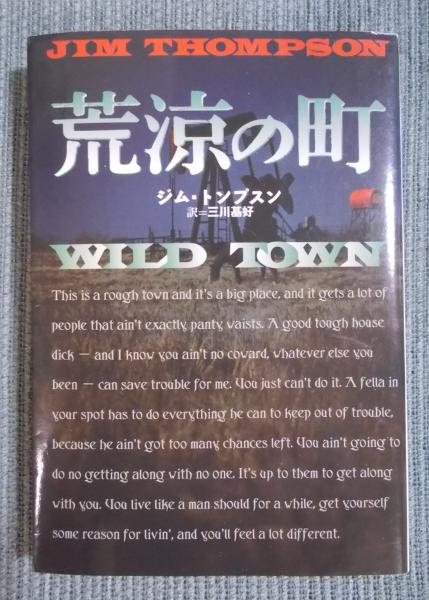 JIM THOMPSON
荒涼の町
ジム・トンプスン
訳=三川基好
WILD TOWN
This is a rough town and it's a big place, and it gets a lot of
people that ain't exactly panty waists. A good tough house
dick — and I know you ain't no coward, whatever else you
been — can save trouble for me. You just can't do it. A fella in
your spot has to do everything he can to keep out of trouble,
because he ain't got too many chances left. You ain't going to
do no getting along with no one. It's up to them to get along
with you. You live like a man should for a while, get yourself
some reason for livin', and you'll feel a lot different.